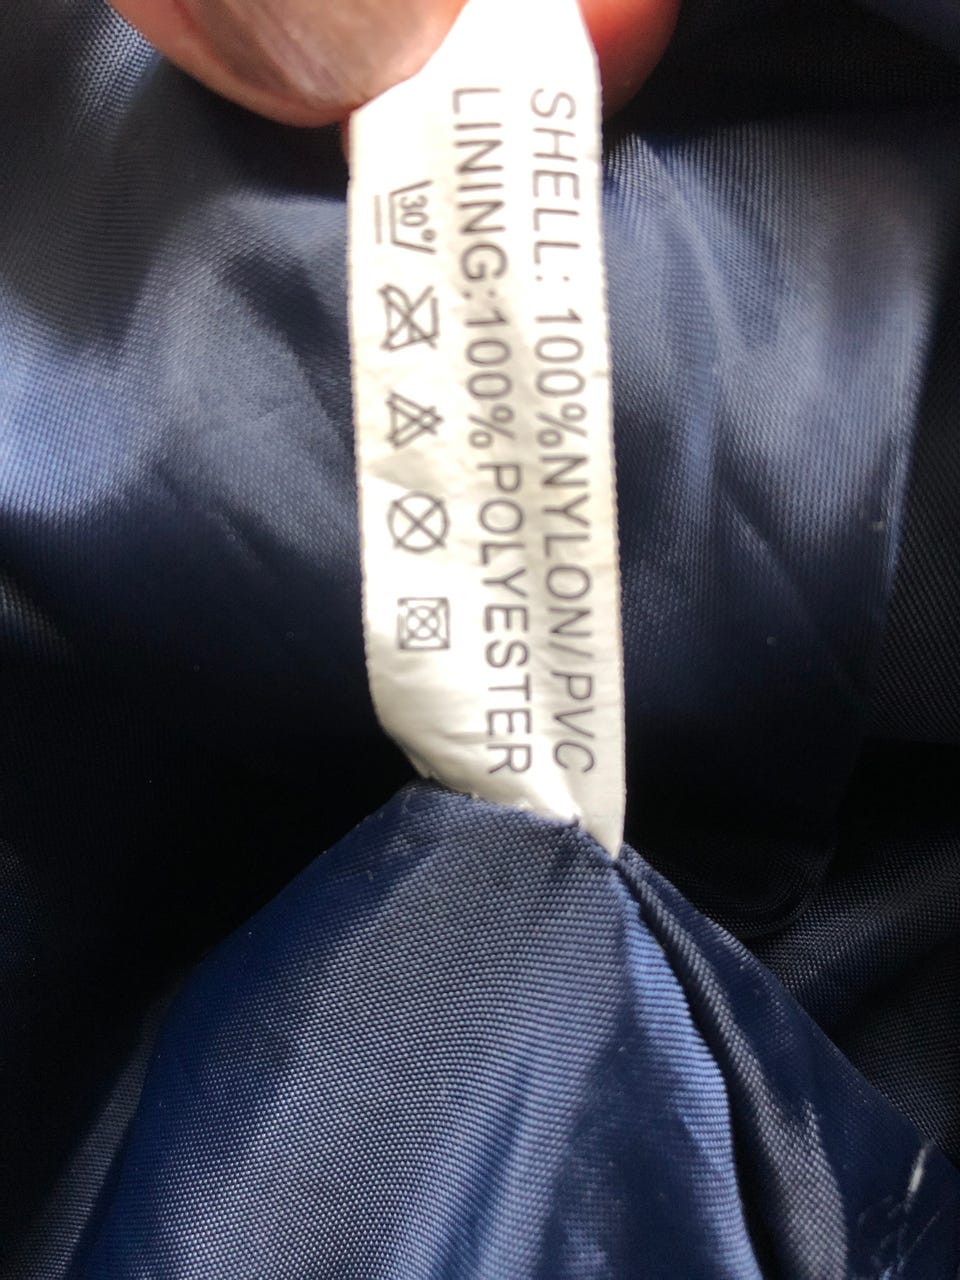 SHELL: 100%NYLON/PVC
LINING:100% POLYESTER
30°